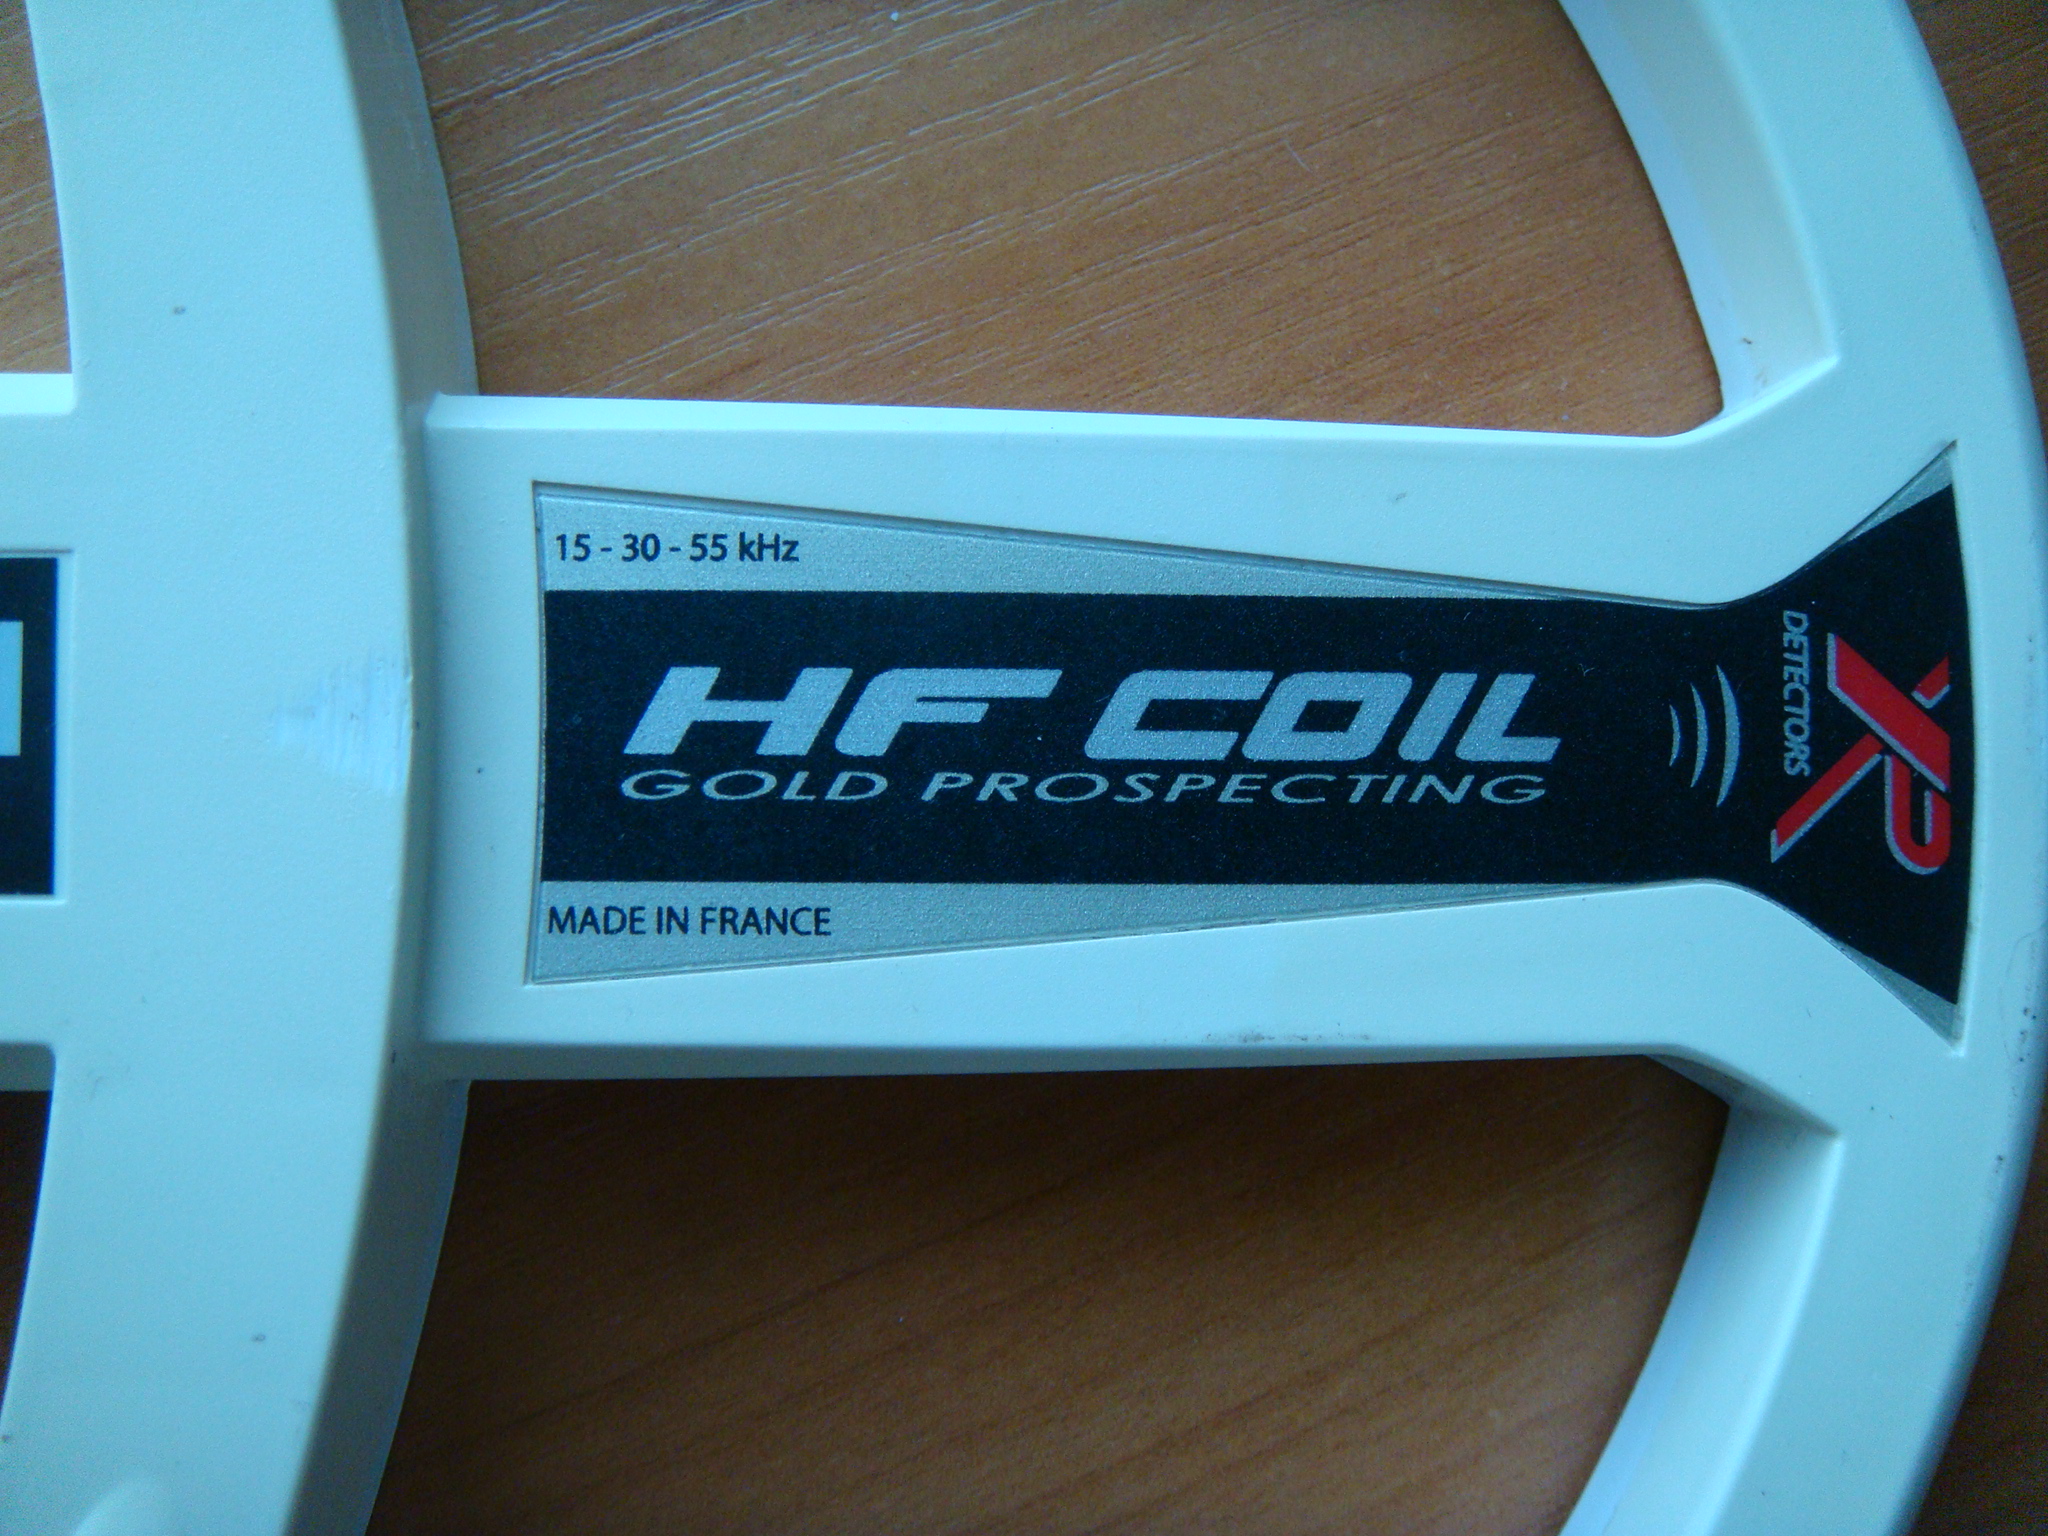 15 - 30 - 55 kHz
HF COIL
GOLD PROSPECTING
MADE IN FRANCE
XP
DETECTORS